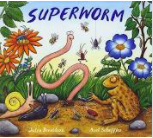 SUPERWORM
Julia Donaldson Axel Scheffler